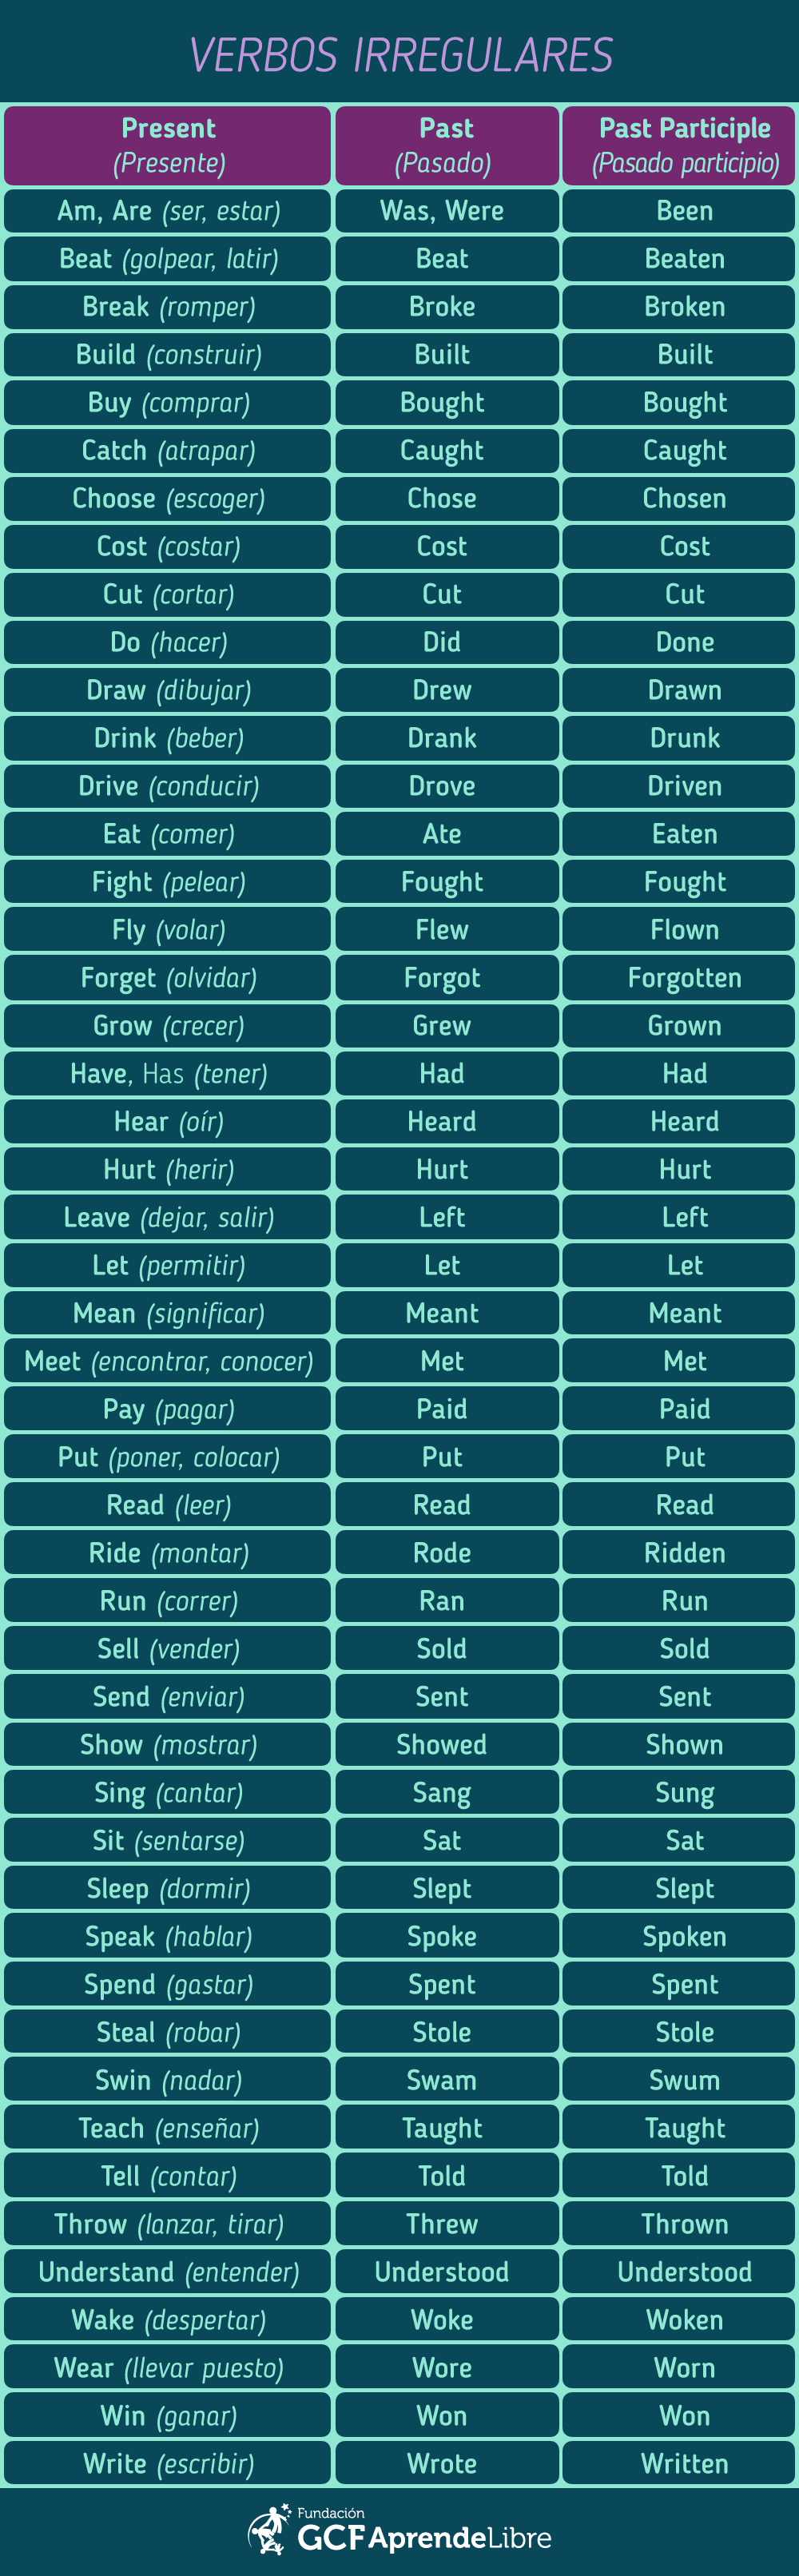 VERBOS IRREGULARES
Present Past Past Participle
(Presente) (Pasado) (Pasado participio)
Am, Are (ser, estar) Was, Were Been
Beat (golpear, latir) Beat Beaten
Break (romper) Broke Broken
Build (construir) Built Built
Buy (comprar) Bought Bought
Catch (atrapar) Caught Caught
Choose (escoger) Chose Chosen
Cost (costar) Cost Cost
Cut (cortar) Cut Cut
Do (hacer) Did Done
Draw (dibujar) Drew Drawn
Drink (beber) Drank Drunk
Drive (conducir) Drove Driven
Eat (comer) Ate Eaten
Fight (pelear) Fought Fought
Fly (volar) Flew Flown
Forget (olvidar) Forgot Forgotten
Grow (crecer) Grew Grown
Have, Has (tener) Had Had
Hear (oír) Heard Heard
Hurt (herir) Hurt Hurt
Leave (dejar, salir) Left Left
Let (permitir) Let Let
Mean (significar) Meant Meant
Meet (encontrar, conocer) Met Met
Pay (pagar) Paid Paid
Put (poner, colocar) Put Put
Read (leer) Read Read
Ride (montar) Rode Ridden
Run (correr) Ran Run
Sell (vender) Sold Sold
Send (enviar) Sent Sent
Show (mostrar) Showed Shown
Sing (cantar) Sang Sung
Sit (sentarse) Sat Sat
Sleep (dormir) Slept Slept
Speak (hablar) Spoke Spoken
Spend (gastar) Spent Spent
Steal (robar) Stole Stole
Swin (nadar) Swam Swum
Teach (enseñar) Taught Taught
Tell (contar) Told Told
Throw (lanzar, tirar) Threw Thrown
Understand (entender) Understood Understood
Wake (despertar) Woke Woken
Wear (llevar puesto) Wore Worn
Win (ganar) Won Won
Write (escribir) Wrote Written
Fundación
GCFAprendeLibre